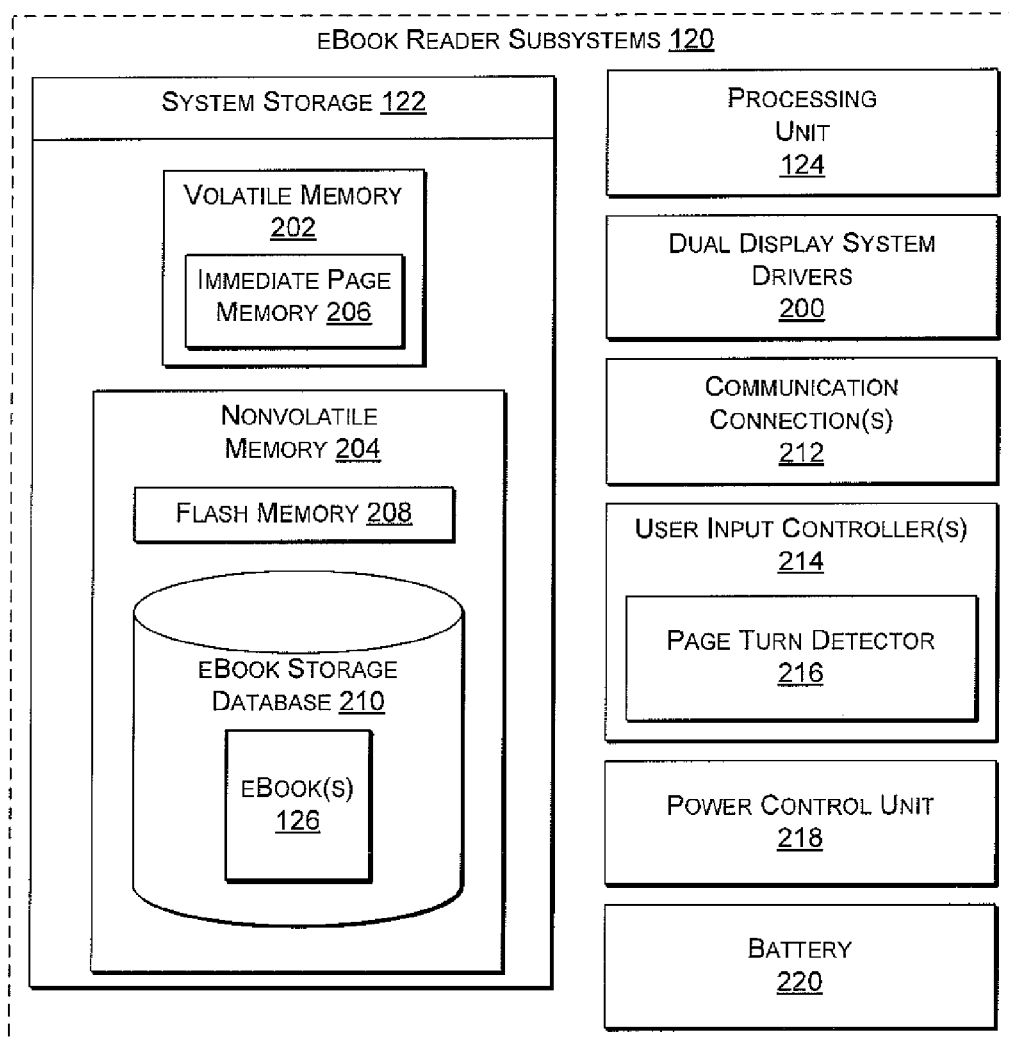 eBook Reader Subsystems 120
System Storage 122
Volatile Memory
202
Immediate Page
Memory 206
Nonvolatile
Memory 204
Flash Memory 208
eBook Storage
Database 210
eBook(s)
126
Processing
Unit
124
Dual Display System
Drivers
200
Communication
Connection(s)
212
User Input Controller(s)
214
Page Turn Detector
216
Power Control Unit
218
Battery
220